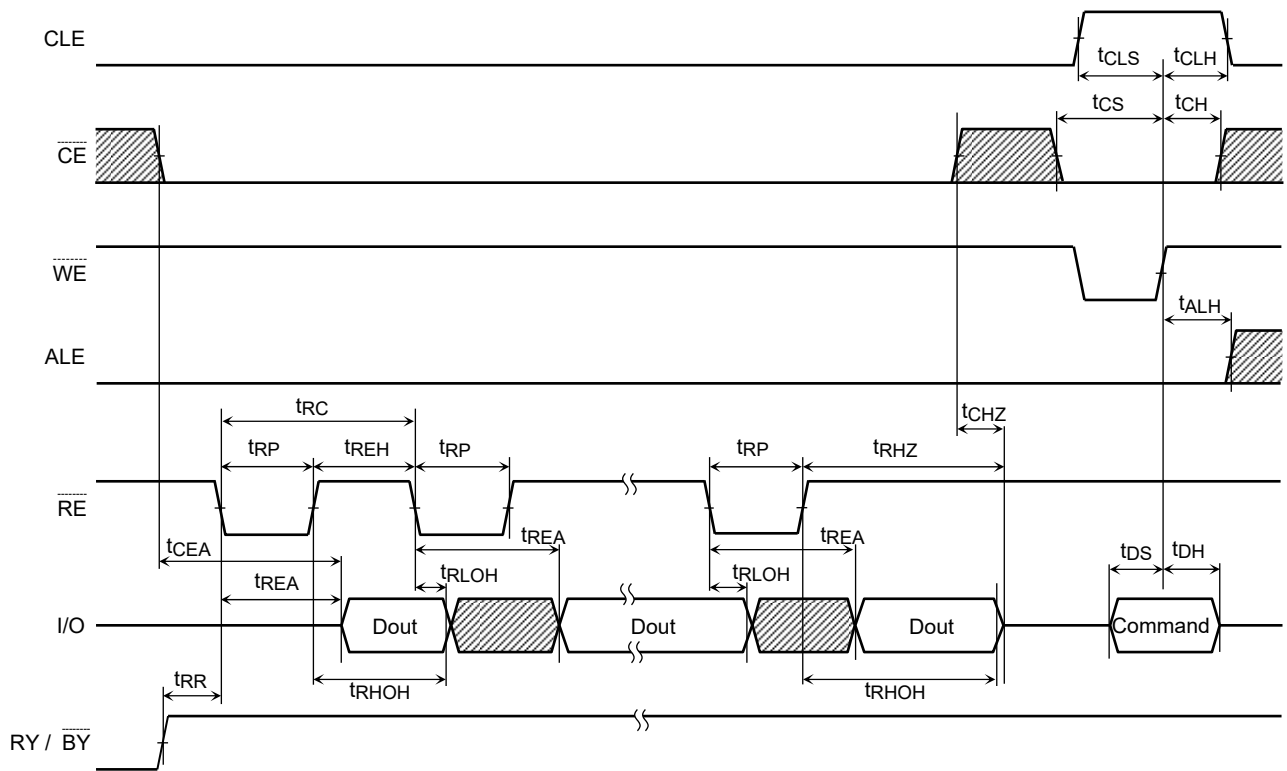 CLE
tCLS tCLH
tCS tCH
CE
WE
tALH
ALE
tRC
tCHZ
tRP tREH tRP tRP tRHZ
RE
tCEA tREA tREA
tREA tRLOH tRLOH tDS tDH
I/O Dout Dout Dout Command
tRHOH tRHOH
tRR
RY / BY